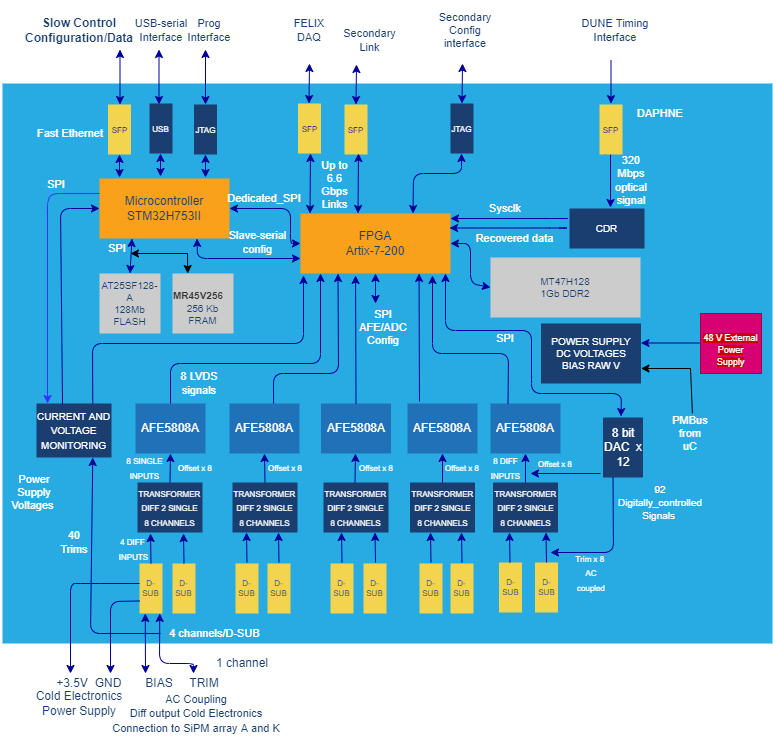 Slow Control
Configuration/Data
USB-serial
Interface
Prog
Interface
FELIX
DAQ
Secondary
Link
Secondary
Config
interface
DUNE Timing
Interface
Fast Ethernet
SFP
USB
JTAG
SFP
SFP
JTAG
SFP
DAPHNE
SPI
Microcontroller
STM32H753II
Dedicated_SPI
Up to
6.6
Gbps
Links
320
Mbps
optical
signal
Sysclk
CDR
Recovered data
Slave-serial
config
FPGA
Artix-7-200
SPI
AT25SF128-
A
128Mb
FLASH
MR45V256
256 Kb
FRAM
MT47H128
1Gb DDR2
SPI
AFE/ADC
Config
SPI
POWER SUPPLY
DC VOLTAGES
BIAS RAW V
48 V External
Power
Supply
8 LVDS
signals
PMBus
from
uC
CURRENT AND
VOLTAGE
MONITORING
AFE5808A
AFE5808A
AFE5808A
AFE5808A
AFE5808A
8 bit
DAC x
12
8 SINGLE
INPUTS
Offset x 8
Offset x 8
Offset x 8
Offset x 8
8 DIFF
INPUTS
Offset x 8
Power
Supply
Voltages
TRANSFORMER
DIFF 2 SINGLE
8 CHANNELS
TRANSFORMER
DIFF 2 SINGLE
8 CHANNELS
TRANSFORMER
DIFF 2 SINGLE
8 CHANNELS
TRANSFORMER
DIFF 2 SINGLE
8 CHANNELS
TRANSFORMER
DIFF 2 SINGLE
8 CHANNELS
92
Digitally_controlled
Signals
40
Trims
4 DIFF
INPUTS
Trim x 8
AC
coupled
D-
SUB
D-
SUB
D-
SUB
D-
SUB
D-
SUB
D-
SUB
D-
SUB
D-
SUB
D-
SUB
D-
SUB
4 channels/D-SUB
1 channel
+3.5V
GND
BIAS
TRIM
Cold Electronics
Power Supply
AC Coupling
Diff output Cold Electronics
Connection to SiPM array A and K